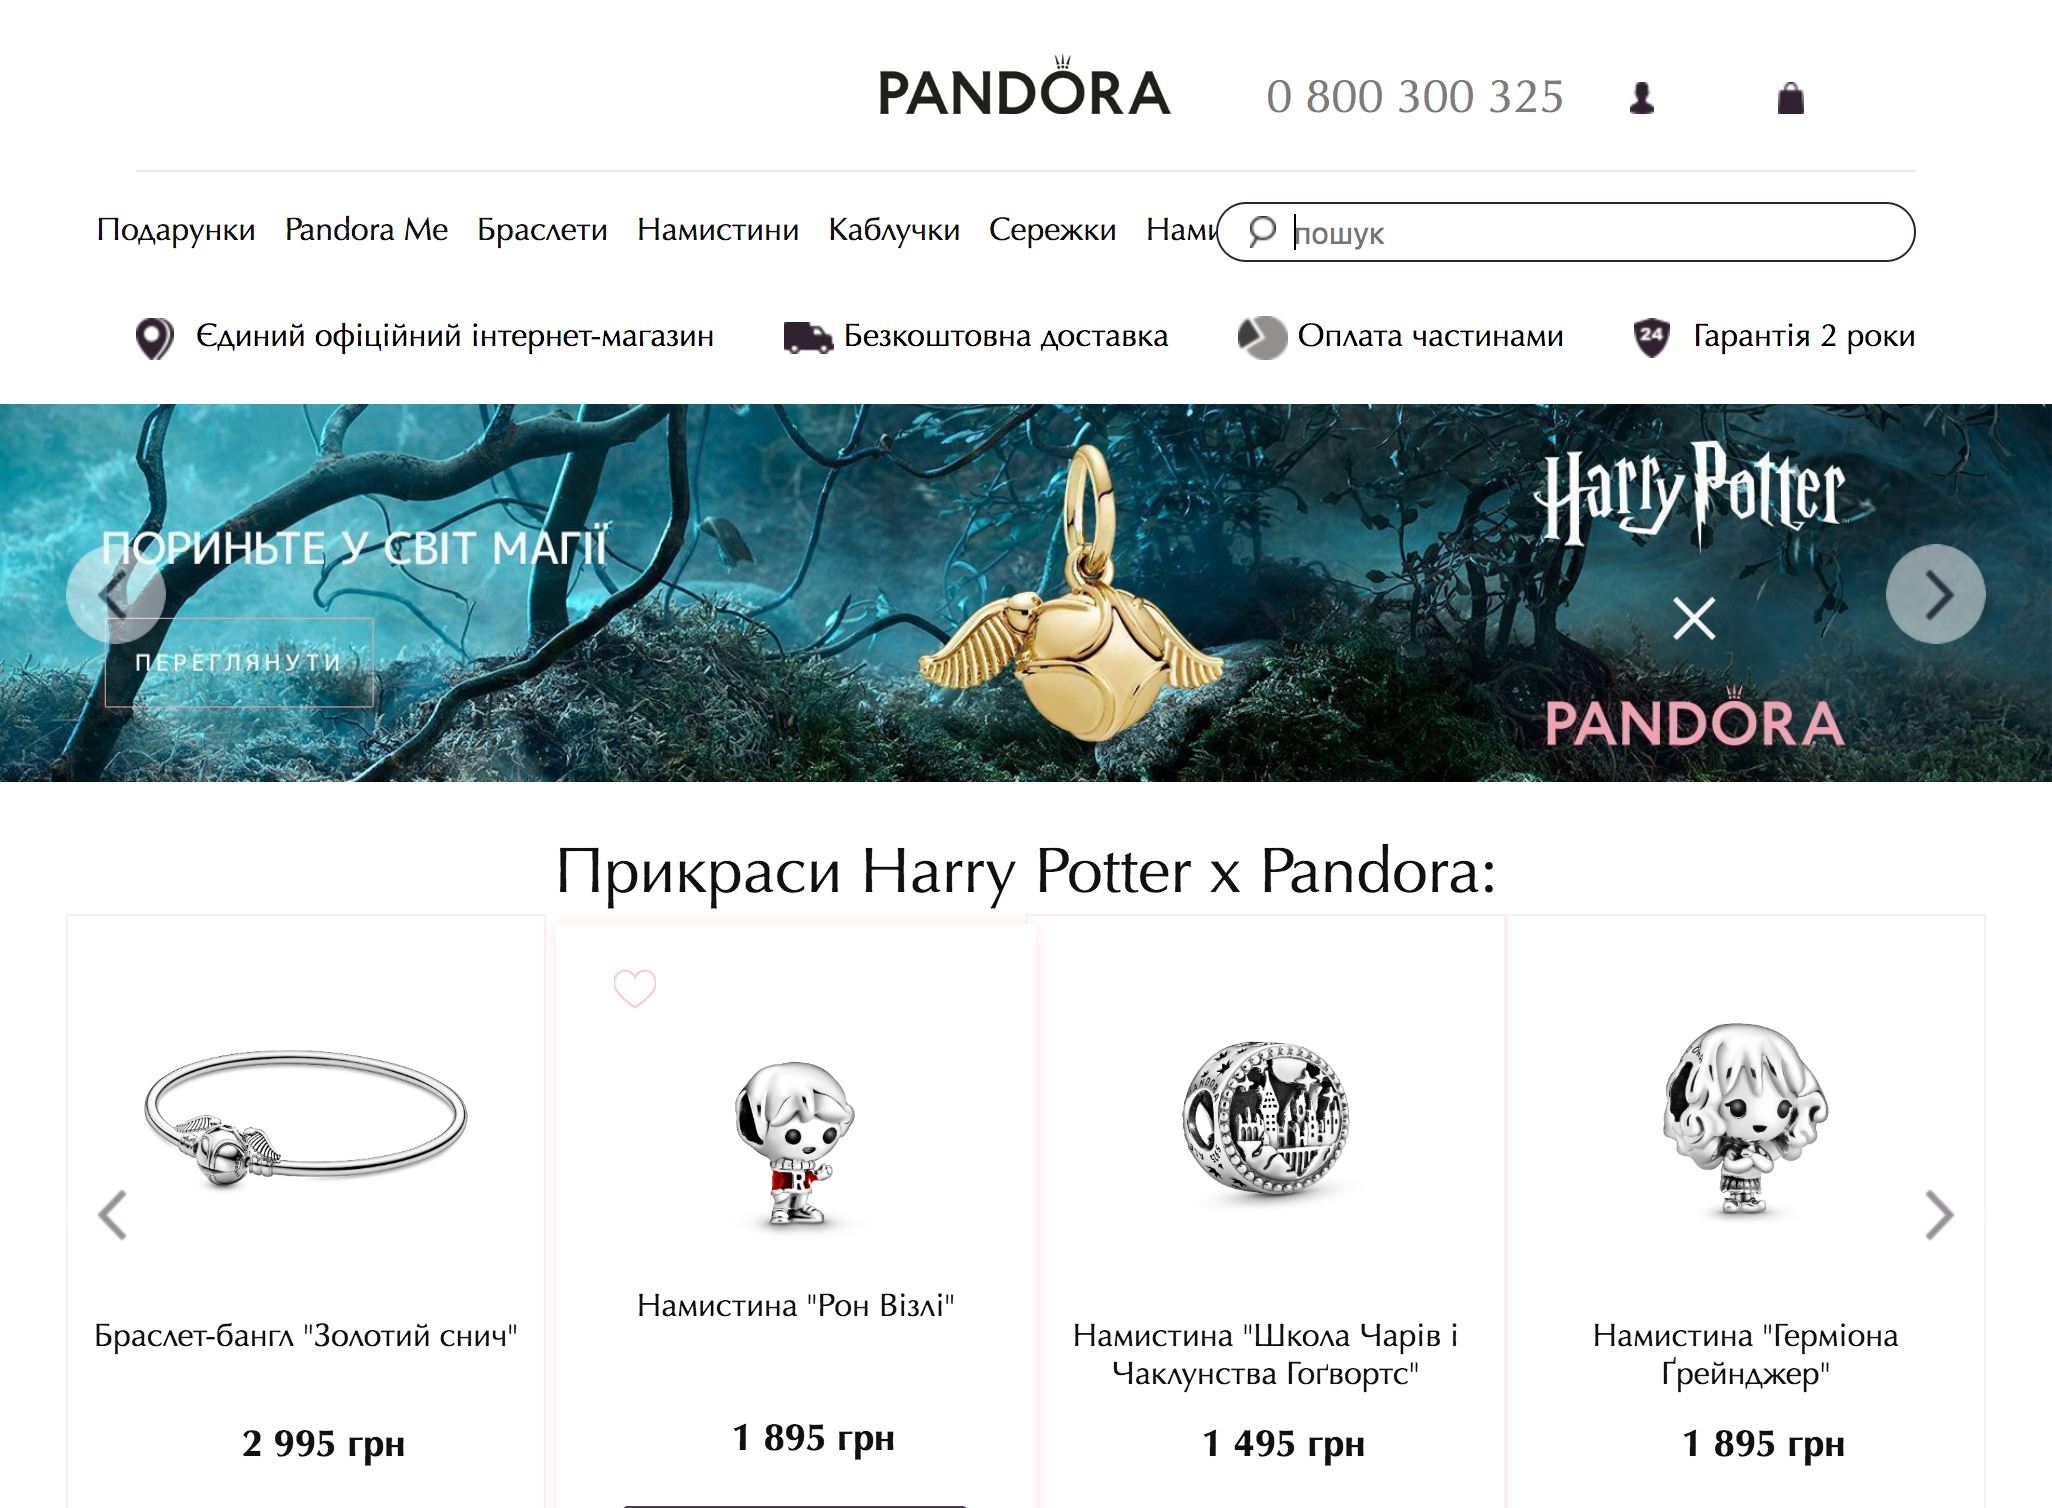 PANDORA
0 800 300 325
Подарунки Pandora Me Браслети Намистини Каблучки Сережки Нами
пошук
Єдиний офіційний інтернет-магазин Безкоштовна доставка Оплата частинами 24 Гарантія 2 роки
ПОРИНЬТЕ У СВІТ МАГІЇ
ПЕРЕГЛЯНУТИ
Harry Potter
X
PANDORA
Прикраси Harry Potter x Pandora:
Браслет-бангл "Золотий снич"
2 995 грн
R
Намистина "Рон Візлі"
1 895 грн
Намистина "Школа Чарів і
Чаклунства Гоґвортс"
1 495 грн
Намистина "Герміона
Ґрейнджер"
1 895 грн